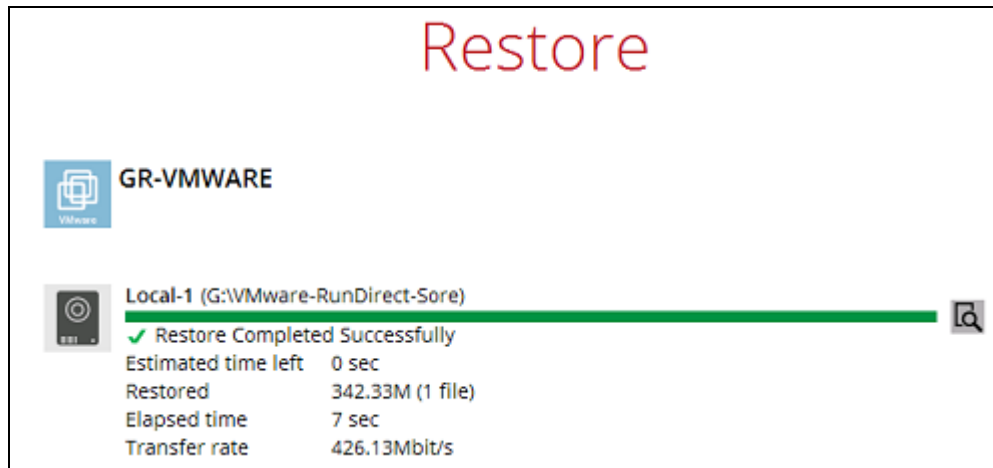 Restore
GR-VMWARE
VMware
Local-1 (G:\VMware-RunDirect-Sore)
Restore Completed Successfully
Estimated time left 0 sec
Restored 342.33M (1 file)
Elapsed time 7 sec
Transfer rate 426.13Mbit/s